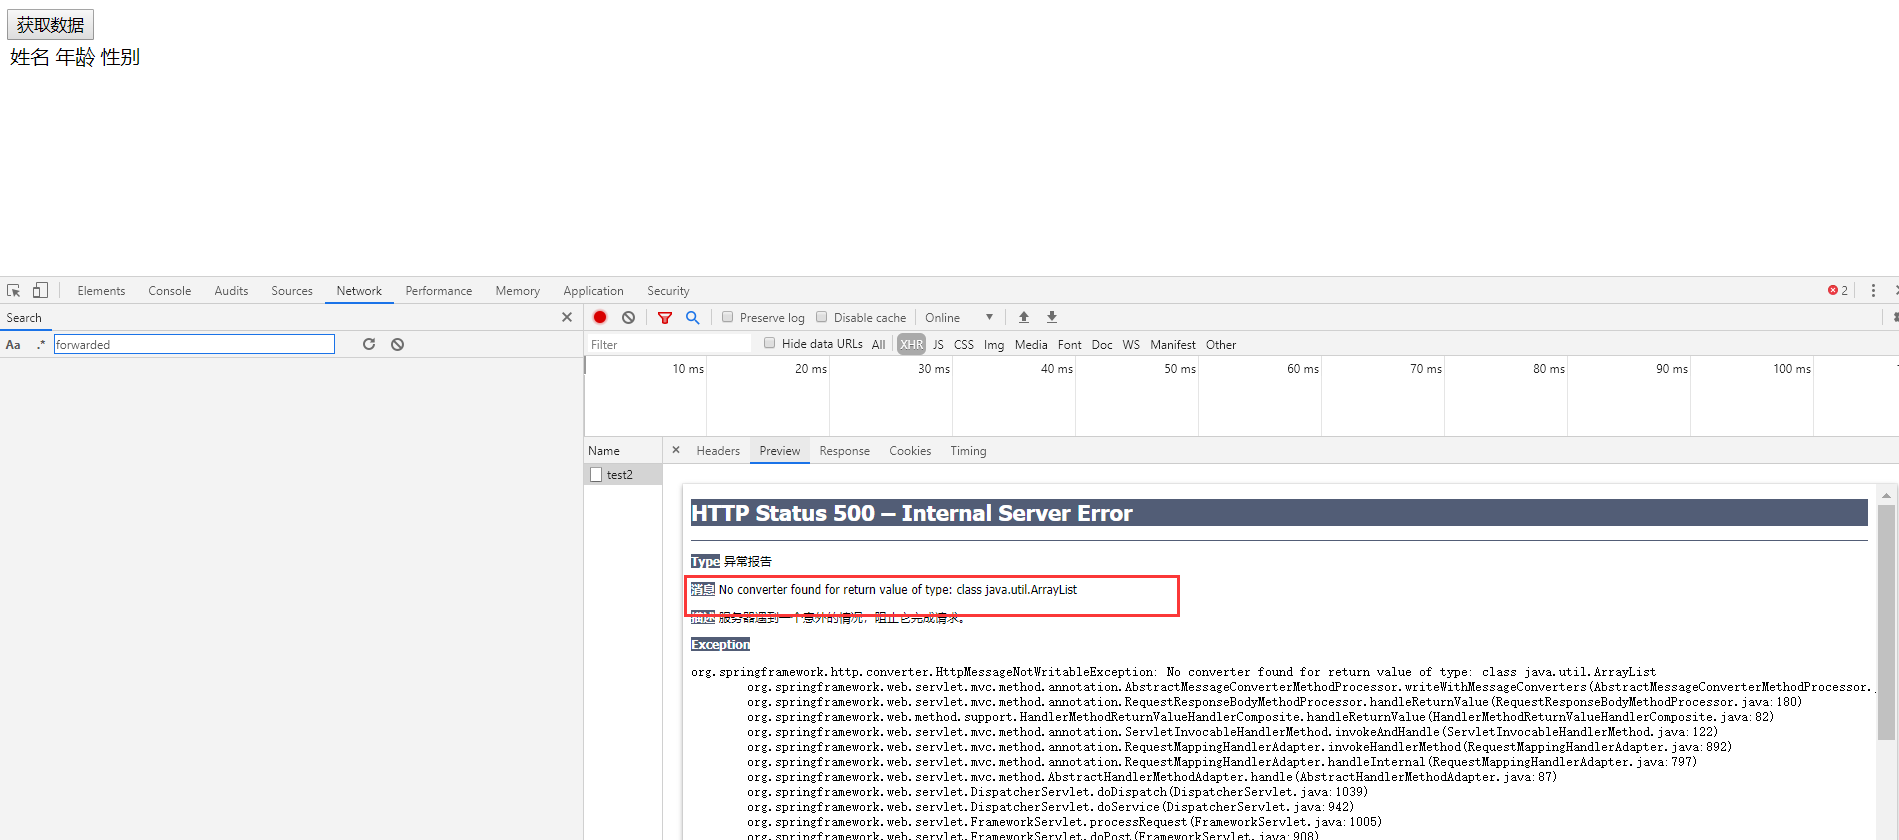 获取数据
姓名 年龄 性别
Elements Console Audits Sources Network Performance Memory Application Security 2
Search
Preserve log Disable cache Online
Aa .* forwarded
Filter Hide data URLs All XHR JS CSS Img Media Font Doc WS Manifest Other
10 ms 20 ms 30 ms 40 ms 50 ms 60 ms 70 ms 80 ms 90 ms 100 ms
Name Headers Preview Response Cookies Timing
test2
HTTP Status 500 – Internal Server Error
Type 异常报告
消息 No converter found for return value of type: class java.util.ArrayList
描述 服务器遇到一个意外的情况，阻止它完成请求。
Exception
org.springframework.http.converter.HttpMessageNotWritableException: No converter found for return value of type: class java.util.ArrayList
org.springframework.web.servlet.mvc.method.annotation.AbstractMessageConverterMethodProcessor.writeWithMessageConverters(AbstractMessageConverterMethodProcessor.
org.springframework.web.servlet.mvc.method.annotation.RequestResponseBodyMethodProcessor.handleReturnValue(RequestResponseBodyMethodProcessor.java:180)
org.springframework.web.method.support.HandlerMethodReturnValueHandlerComposite.handleReturnValue(HandlerMethodReturnValueHandlerComposite.java:82)
org.springframework.web.servlet.mvc.method.annotation.ServletInvocableHandlerMethod.invokeAndHandle(ServletInvocableHandlerMethod.java:122)
org.springframework.web.servlet.mvc.method.annotation.RequestMappingHandlerAdapter.invokeHandlerMethod(RequestMappingHandlerAdapter.java:892)
org.springframework.web.servlet.mvc.method.annotation.RequestMappingHandlerAdapter.handleInternal(RequestMappingHandlerAdapter.java:797)
org.springframework.web.servlet.mvc.method.AbstractHandlerMethodAdapter.handle(AbstractHandlerMethodAdapter.java:87)
org.springframework.web.servlet.DispatcherServlet.doDispatch(DispatcherServlet.java:1039)
org.springframework.web.servlet.DispatcherServlet.doService(DispatcherServlet.java:942)
org.springframework.web.servlet.FrameworkServlet.processRequest(FrameworkServlet.java:1005)
org.springframework.web.servlet.FrameworkServlet.doPost(FrameworkServlet.java:908)